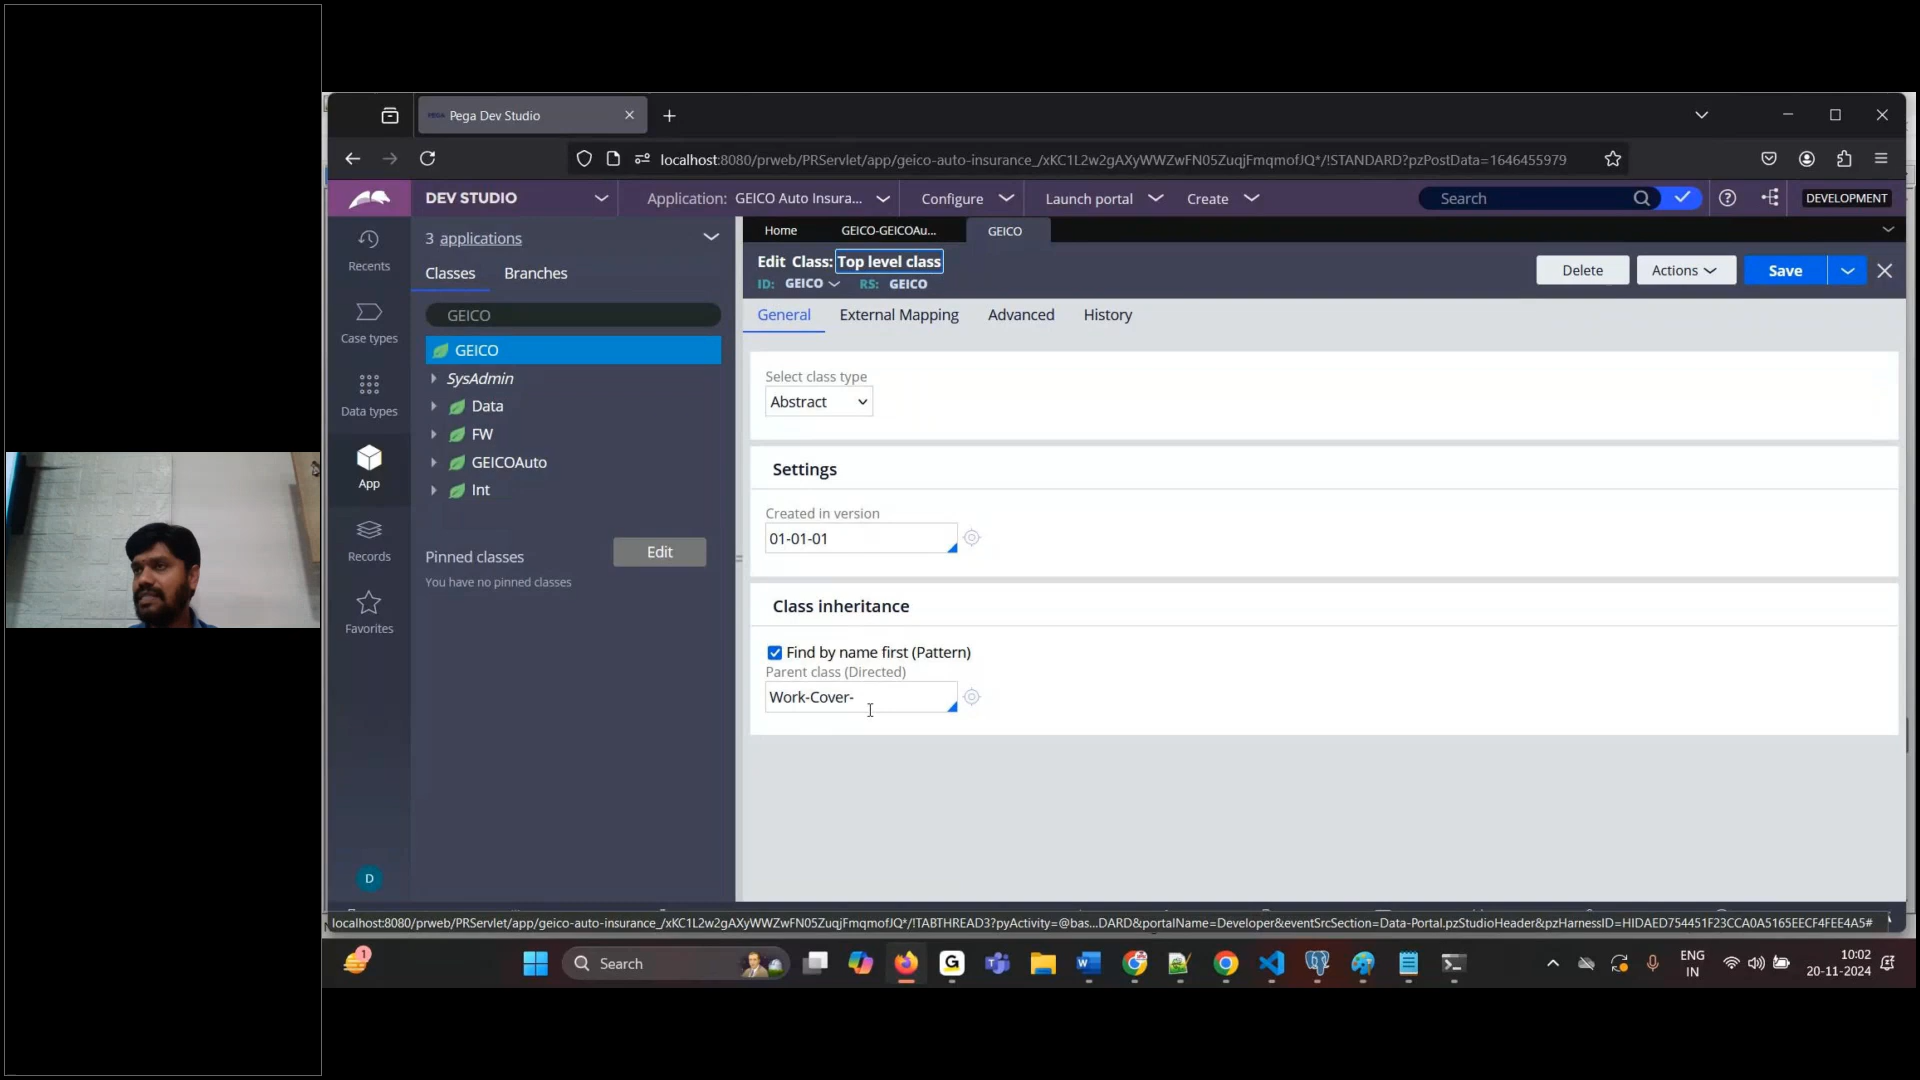 Pega Dev Studio
localhost:8080/prweb/PRServlet/app/geico-auto-insurance_/xKC1L2w2gAXyWWZwFN05ZuqjFmqmofJQ*/!STANDARD?pzPostData=1646455979
DEV STUDIO
Application: GEICO Auto Insura...
Configure
Launch portal
Create
Search
DEVELOPMENT
Recents
Case types
Data types
App
Records
Favorites
D
3 applications
Classes
Branches
GEICO
GEICO
SysAdmin
Data
FW
GEICOAuto
Int
Pinned classes
Edit
You have no pinned classes
Home
GEICO-GEICOAu...
GEICO
Edit Class: Top level class
ID: GEICO RS: GEICO
Delete
Actions
Save
General
External Mapping
Advanced
History
Select class type
Abstract
Settings
Created in version
01-01-01
Class inheritance
Find by name first (Pattern)
Parent class (Directed)
Work-Cover-
localhost:8080/prweb/PRServlet/app/geico-auto-insurance_/xKC1L2w2gAXyWWZwFN05ZuqjFmqmofJQ*/!TABTHREAD3?pyActivity=@bas...DARD&portalName=Developer&eventSrcSection=Data-Portal.pzStudioHeader&pzHarnessID=HIDAED754451F23CCA0A5165EECF4FEE4A5#
1
Search
ENG
IN
10:02
20-11-2024